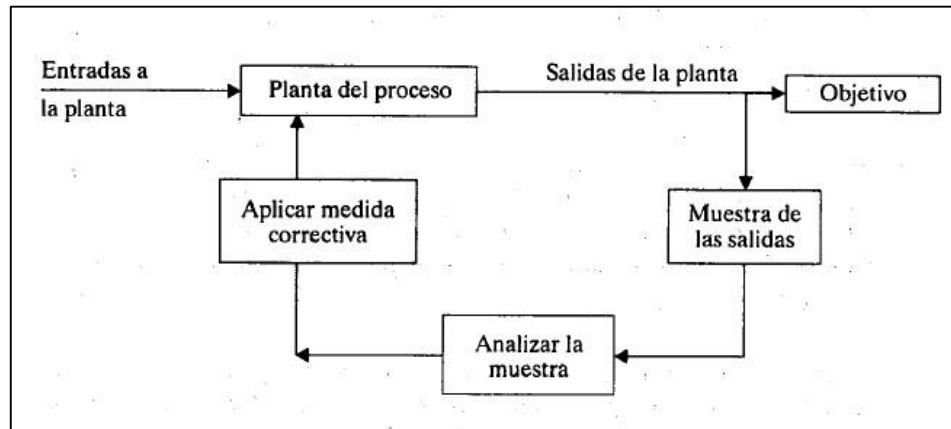 Entradas a
la planta
Planta del proceso
Salidas de la planta
Objetivo
Aplicar medida
correctiva
Muestra de
las salidas
Analizar la
muestra